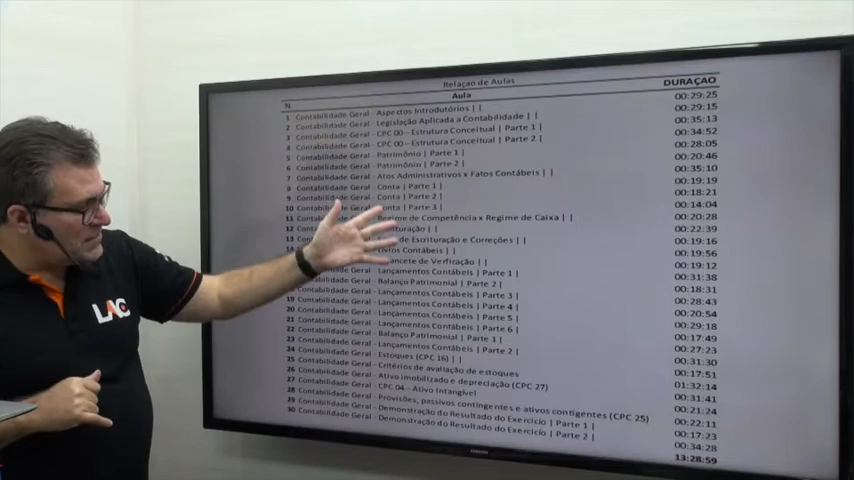 Relação de Aulas
N Aula DURAÇÃO
1 Contabilidade Geral - Aspectos Introdutórios | | 00:29:25
2 Contabilidade Geral - Legislação Aplicada a Contabilidade | | 00:29:15
3 Contabilidade Geral - CPC 00 – Estrutura Conceitual | Parte 1 | 00:35:13
4 Contabilidade Geral - CPC 00 – Estrutura Conceitual | Parte 2 | 00:34:52
5 Contabilidade Geral - Patrimônio | Parte 1 | 00:28:05
6 Contabilidade Geral - Patrimônio | Parte 2 | 00:20:46
7 Contabilidade Geral - Atos Administrativos x Fatos Contábeis | | 00:19:19
8 Contabilidade Geral - Conta | Parte 1 | 00:35:10
9 Contabilidade Geral - Conta | Parte 2 | 00:18:21
10 Contabilidade Geral - Conta | Parte 3 | 00:14:04
11 Contabilidade Regime de Competência x Regime de Caixa | | 00:20:28
12 Contabilidade | | 00:22:39
13 de Escrituração e Correções | | 00:19:16
Livros Contábeis | | 00:19:56
de Verificação | | 00:19:12
Geral - Lançamentos Contábeis | Parte 1 | 00:31:38
Geral - Balanço Patrimonial | Parte 2 | 00:18:31
Contabilidade Geral - Lançamentos Contábeis | Parte 3 | 00:28:43
19 Contabilidade Geral - Lançamentos Contábeis | Parte 4 | 00:20:54
20 Contabilidade Geral - Lançamentos Contábeis | Parte 5 | 00:29:18
21 Contabilidade Geral - Lançamentos Contábeis | Parte 6 | 00:17:49
22 Contabilidade Geral - Balanço Patrimonial | Parte 1 | 00:27:23
23 Contabilidade Geral - Lançamentos Contábeis | Parte 2 | 00:31:30
24 Contabilidade Geral - Estoques (CPC 16) | | 00:17:51
25 Contabilidade Geral - Critérios de avaliação de estoques 01:32:14
26 Contabilidade Geral - Ativo imobilizado e depreciação (CPC 27) 00:31:41
27 Contabilidade Geral - CPC 04 - Ativo Intangível 00:21:24
28 Contabilidade Geral - Provisões, passivos contingentes e ativos contigentes (CPC 25) 00:22:11
29 Contabilidade Geral - Demonstração do Resultado do Exercício | Parte 1 | 00:17:23
30 Contabilidade Geral - Demonstração do Resultado do Exercício | Parte 2 | 00:34:28
13:28:59
LAC